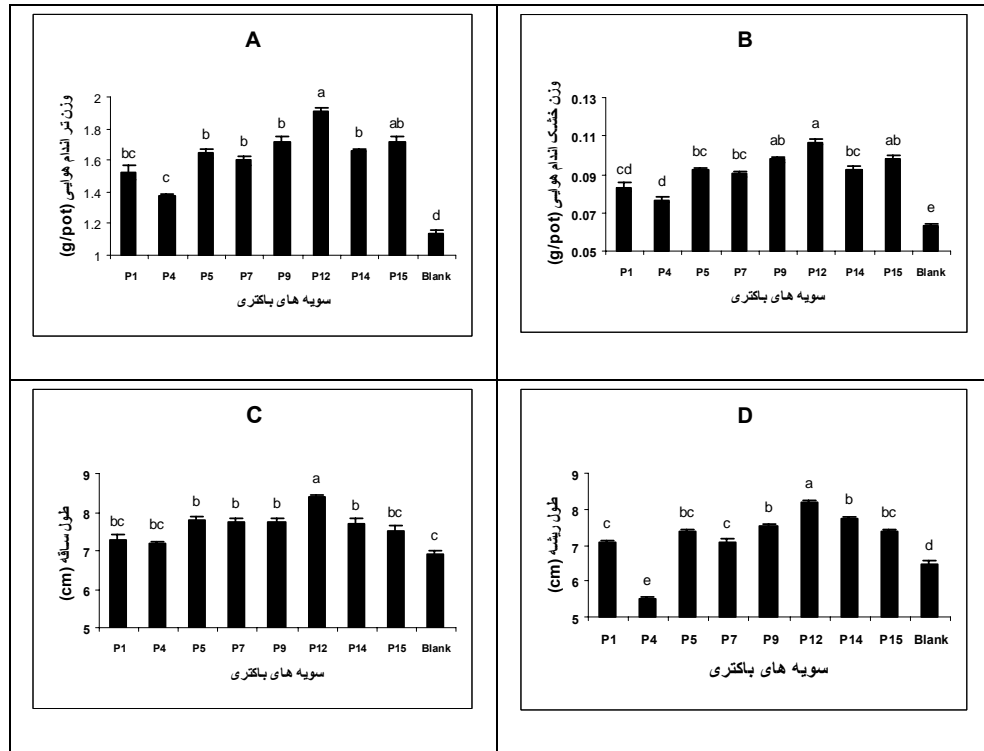 A
وزن تر اندام هوایی (g/pot)
2
1.8
1.6
1.4
1.2
1
bc
c
b
b
b
a
b
ab
d
P1 P4 P5 P7 P9 P12 P14 P15 Blank
سویه های باکتری
B
وزن خشک اندام هوایی (g/pot)
0.13
0.11
0.09
0.07
0.05
cd
d
bc
bc
ab
a
bc
ab
e
P1 P4 P5 P7 P9 P12 P14 P15 Blank
سویه های باکتری
C
طول ساقه (cm)
9
8
7
6
5
bc
bc
b
b
b
a
b
bc
c
P1 P4 P5 P7 P9 P12 P14 P15 Blank
سویه های باکتری
D
طول ریشه (cm)
9
8
7
6
5
c
e
bc
c
b
a
b
bc
d
P1 P4 P5 P7 P9 P12 P14 P15 Blank
سویه های باکتری